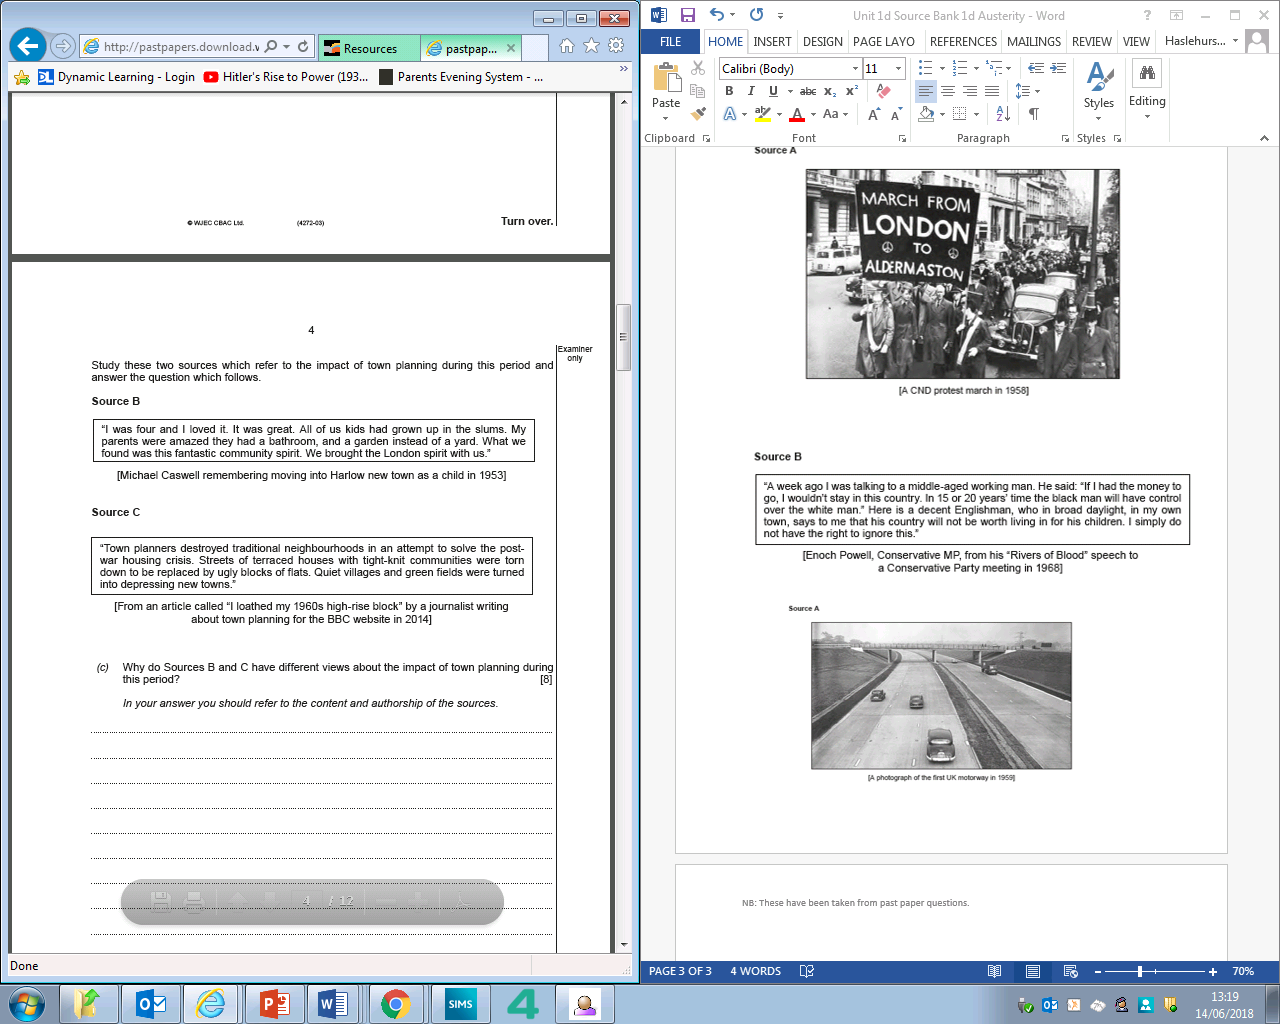 http://pastpapers.download.v
Resources
pastpap...
Dynamic Learning - Login
Hitler's Rise to Power (193...
Parents Evening System - ...
© WJEC CBAC Ltd.
(4272-03)
Turn over.
4
Examiner
only
Study these two sources which refer to the impact of town planning during this period and
answer the question which follows.
Source B
"I was four and I loved it. It was great. All of us kids had grown up in the slums. My
parents were amazed they had a bathroom, and a garden instead of a yard. What we
found was this fantastic community spirit. We brought the London spirit with us."
[Michael Caswell remembering moving into Harlow new town as a child in 1953]
Source C
"Town planners destroyed traditional neighbourhoods in an attempt to solve the post-
war housing crisis. Streets of terraced houses with tight-knit communities were torn
down to be replaced by ugly blocks of flats. Quiet villages and green fields were turned
into depressing new towns."
[From an article called "I loathed my 1960s high-rise block" by a journalist writing
about town planning for the BBC website in 2014]
(c) Why do Sources B and C have different views about the impact of town planning during
this period? [8]
In your answer you should refer to the content and authorship of the sources.
4 / 12
Done
Unit 1d Source Bank 1d Austerity - Word
FILE HOME INSERT DESIGN PAGE LAYO REFERENCES MAILINGS REVIEW VIEW Haslehurs...
Calibri (Body) 11
Paste
Styles
Editing
Clipboard Font Paragraph Styles
Source A
MARCH FROM
LONDON
TO
ALDERMASTON
[A CND protest march in 1958]
Source B
"A week ago I was talking to a middle-aged working man. He said: "If I had the money to
go, I wouldn't stay in this country. In 15 or 20 years' time the black man will have control
over the white man." Here is a decent Englishman, who in broad daylight, in my own
town, says to me that his country will not be worth living in for his children. I simply do
not have the right to ignore this."
[Enoch Powell, Conservative MP, from his "Rivers of Blood" speech to
a Conservative Party meeting in 1968]
Source A
[A photograph of the first UK motorway in 1959]
NB: These have been taken from past paper questions.
PAGE 3 OF 3 4 WORDS 70%
SIMS
13:19
14/06/2018